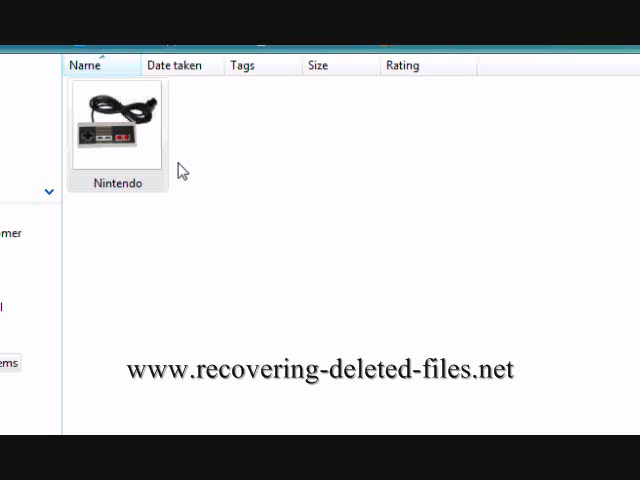 Name Date taken Tags Size Rating
Nintendo
omer
l
ems
www.recovering-deleted-files.net